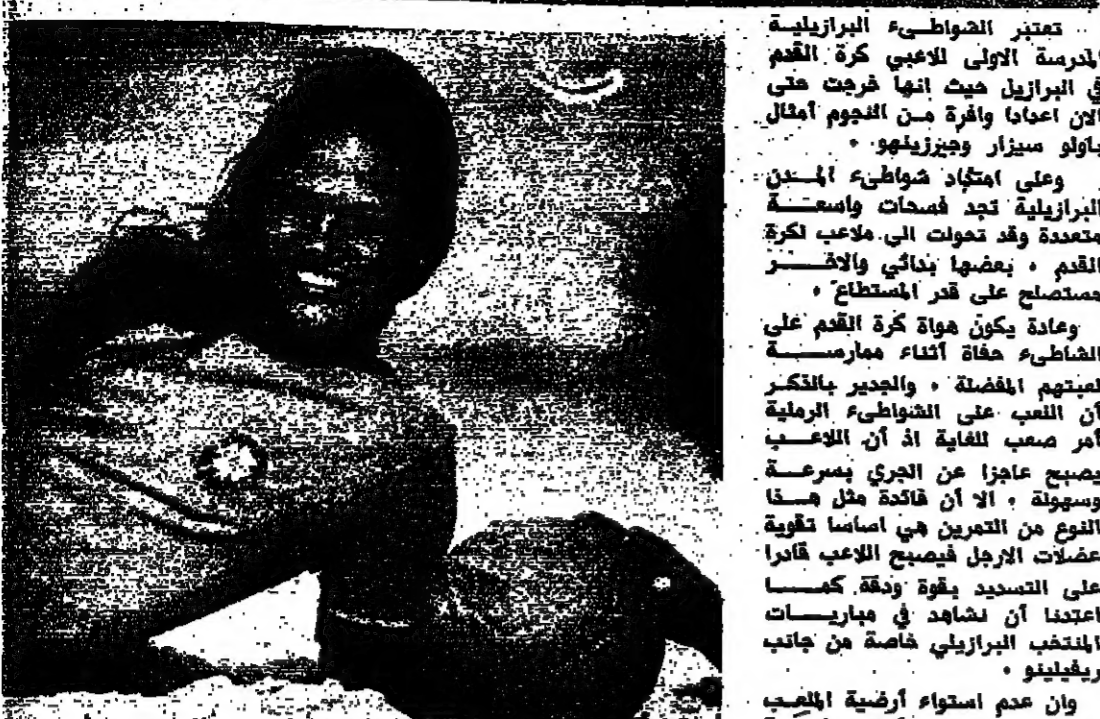 تعتبر الشواطىء البرازيلية
المدرسة الاولى للاعبي كرة القدم
في البرازيل حيث انها خرجت حتى
الان اعدادا وافرة من النجوم أمثال
باولو سيزار وجيرزينهو .
وعلى امتداد شواطىء المدن
البرازيلية تجد فسحات واسعة
متعددة وقد تحولت الى ملاعب لكرة
القدم ، بعضها بدائي والاخر
مستصلح على قدر المستطاع .
وعادة يكون هواة كرة القدم على
الشاطىء حفاة أثناء ممارسة
لعبتهم المفضلة ، والجدير بالذكر
أن اللعب على الشواطىء الرملية
أمر صعب للغاية اذ أن اللاعب
يصبح عاجزا عن الجري بسرعة
وسهولة ، الا أن فائدة مثل هذا
النوع من التمرين هي اساسا تقوية
عضلات الارجل فيصبح اللاعب قادرا
على التسديد بقوة ودقة كما
اعتدنا أن نشاهد في مباريات
المنتخب البرازيلي خاصة من جانب
ريفيلينو .
وان عدم استواء أرضية الملعب